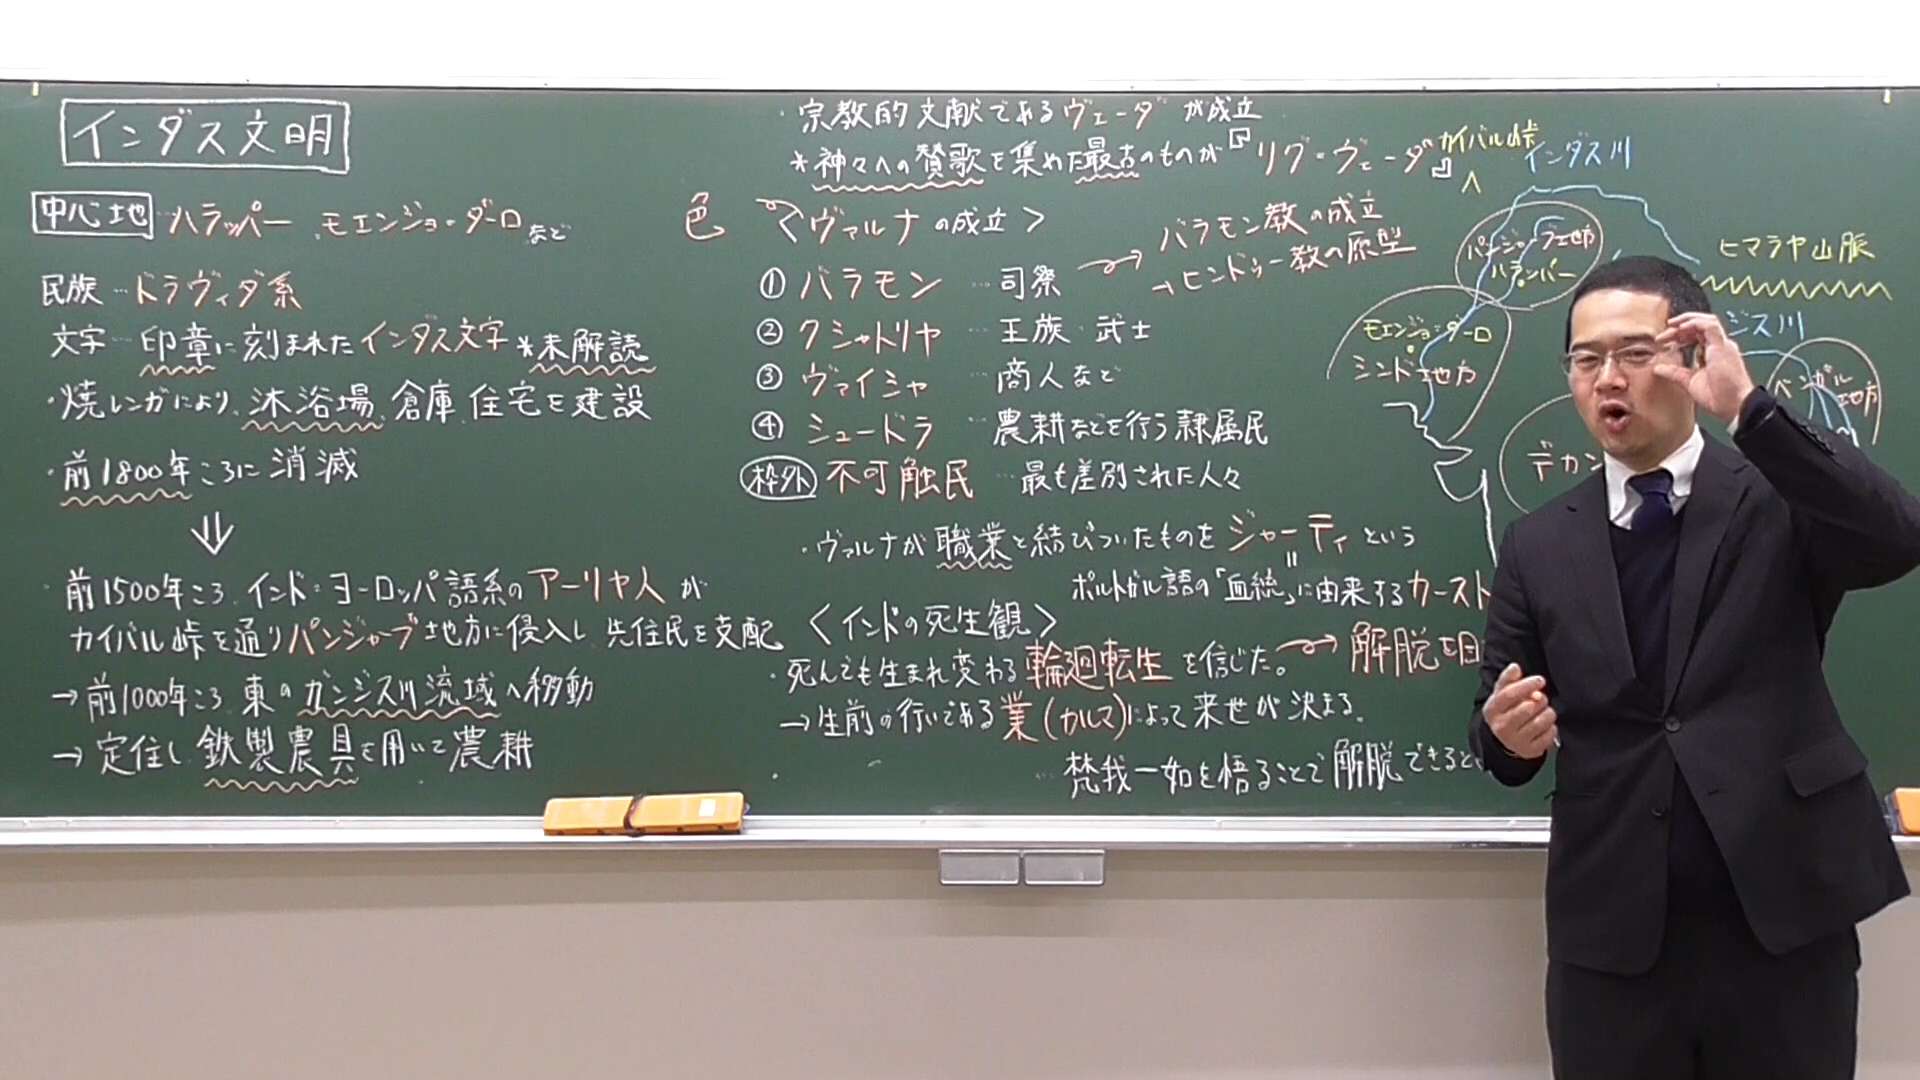 インダス文明
中心地 ハラッパー、モエンジョ=ダーロなど
民族…ドラヴィダ系
文字…印章に刻まれたインダス文字 *未解読
・焼レンガにより、沐浴場、倉庫、住宅を建設
・前1800年ころに消滅
⇓
・前1500年ころ、インド=ヨーロッパ語系のアーリヤ人が
カイバル峠を通りパンジャーブ地方に侵入し、先住民を支配
→前1000年ころ、東のガンジス川流域へ移動
→定住し、鉄製農具を用いて農耕
・宗教的文献であるヴェーダが成立
*神々への賛歌を集めた最古のものが『リグ=ヴェーダ』
色 〈ヴァルナの成立〉
→バラモン教の成立
→ヒンドゥー教の原型
① バラモン …司祭
② クシャトリヤ …王族・武士
③ ヴァイシャ …商人など
④ シュードラ …農耕などを行う隷属民
枠外 不可触民 …最も差別された人々
・ヴァルナが職業と結びついたものをジャーティという
=
ポルトガル語の「血統」に由来するカースト
〈インドの死生観〉
・死んでも生まれ変わる輪廻転生を信じた。→解脱を目
→生前の行いである業(カルマ)によって来世が決まる。
…梵我一如を悟ることで解脱できると
カイバル峠
インダス川
パンジャーブ地方
ハラッパー
ヒマラヤ山脈
モエンジョ=ダーロ
シンド地方
ジス川
ベンガル地方
デカン